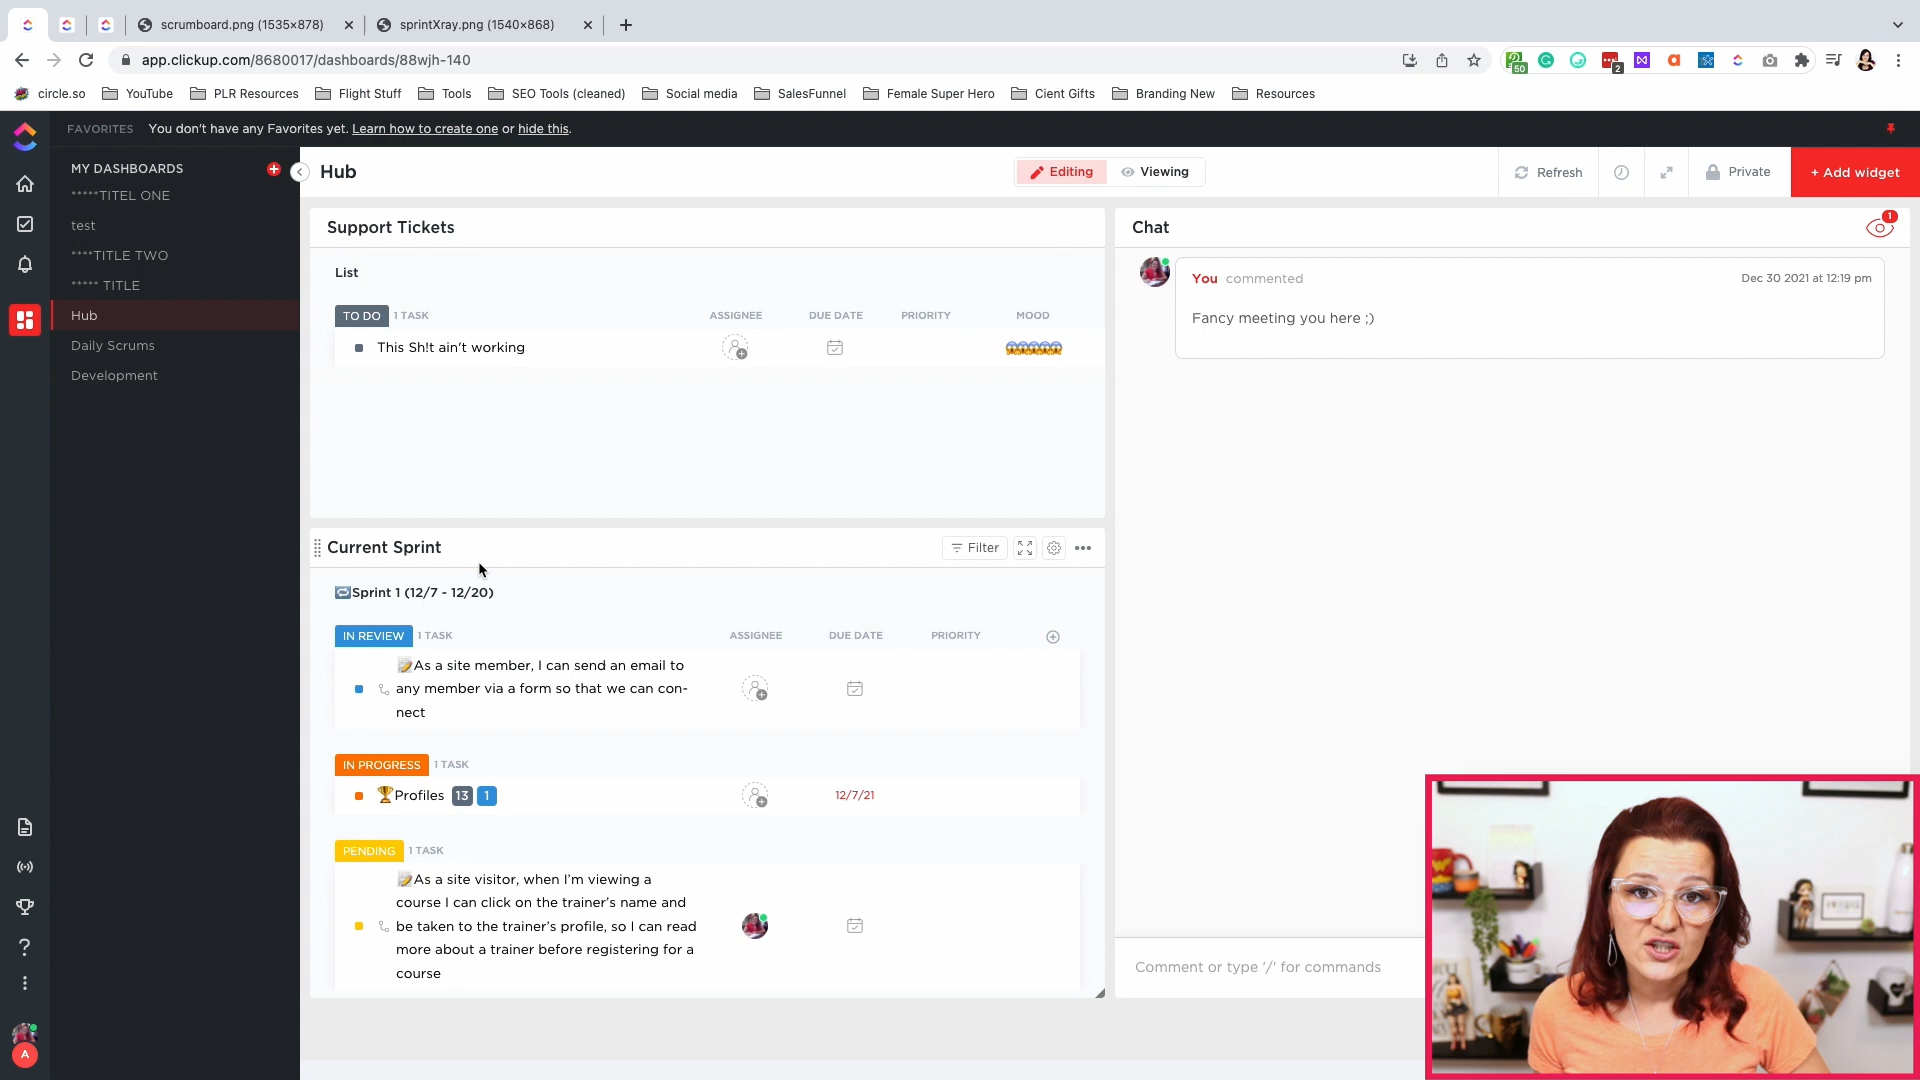 scrumboard.png (1535×878)
sprintXray.png (1540×868)
app.clickup.com/8680017/dashboards/88wjh-140
50
2
circle.so
YouTube
PLR Resources
Flight Stuff
Tools
SEO Tools (cleaned)
Social media
SalesFunnel
Female Super Hero
Cient Gifts
Branding New
Resources
FAVORITES
You don't have any Favorites yet. Learn how to create one or hide this.
MY DASHBOARDS
*****TITEL ONE
test
****TITLE TWO
***** TITLE
Hub
Daily Scrums
Development
A
Hub
Editing
Viewing
Refresh
Private
+ Add widget
Support Tickets
List
TO DO 1 TASK ASSIGNEE DUE DATE PRIORITY MOOD
This Sh!t ain't working
Current Sprint
Filter
Sprint 1 (12/7 - 12/20)
IN REVIEW 1 TASK ASSIGNEE DUE DATE PRIORITY
As a site member, I can send an email to
any member via a form so that we can con-
nect
IN PROGRESS 1 TASK
Profiles 13 1 12/7/21
PENDING 1 TASK
As a site visitor, when I'm viewing a
course I can click on the trainer's name and
be taken to the trainer's profile, so I can read
more about a trainer before registering for a
course
Chat
1
You commented Dec 30 2021 at 12:19 pm
Fancy meeting you here ;)
Comment or type '/' for commands